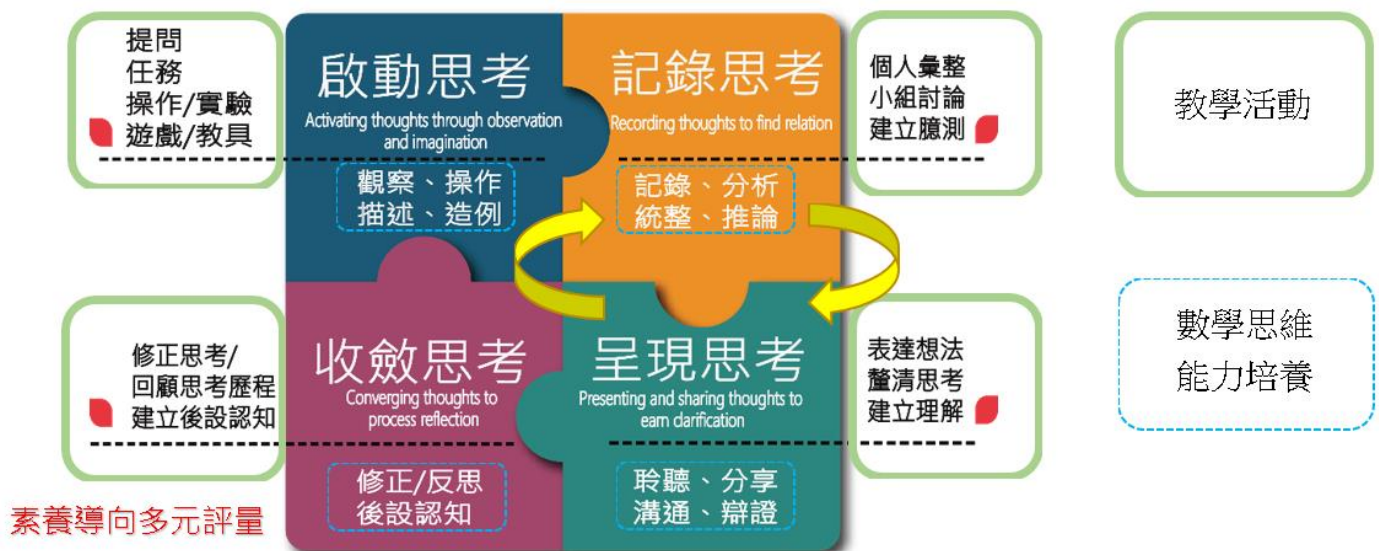 提問
任務
操作/實驗
遊戲/教具
啟動思考
Activating thoughts through observation
and imagination
觀察、操作
描述、造例
記錄思考
Recording thoughts to find relation
記錄、分析
統整、推論
個人彙整
小組討論
建立臆測
教學活動
修正思考/
回顧思考歷程
建立後設認知
收斂思考
Converging thoughts to
process reflection
修正/反思
後設認知
呈現思考
Presenting and sharing thoughts to
earn clarification
聆聽、分享
溝通、辯證
表達想法
釐清思考
建立理解
數學思維
能力培養
素養導向多元評量